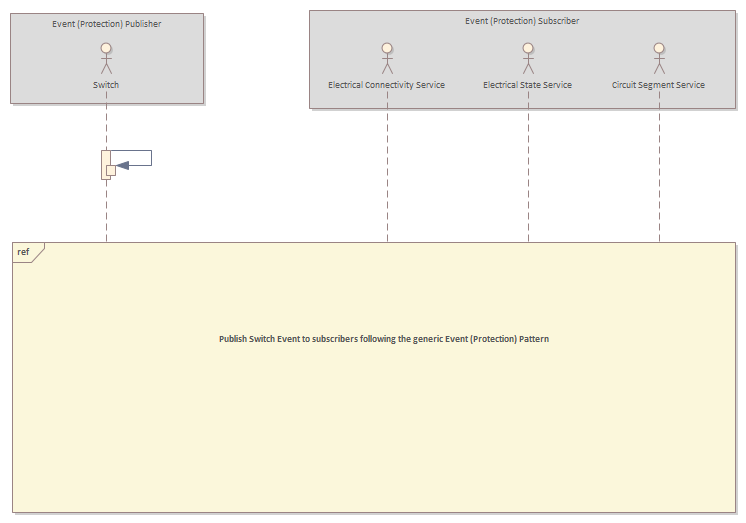 Event (Protection) Publisher
Event (Protection) Subscriber
Switch
Electrical Connectivity Service
Electrical State Service
Circuit Segment Service
ref
Publish Switch Event to subscribers following the generic Event (Protection) Pattern